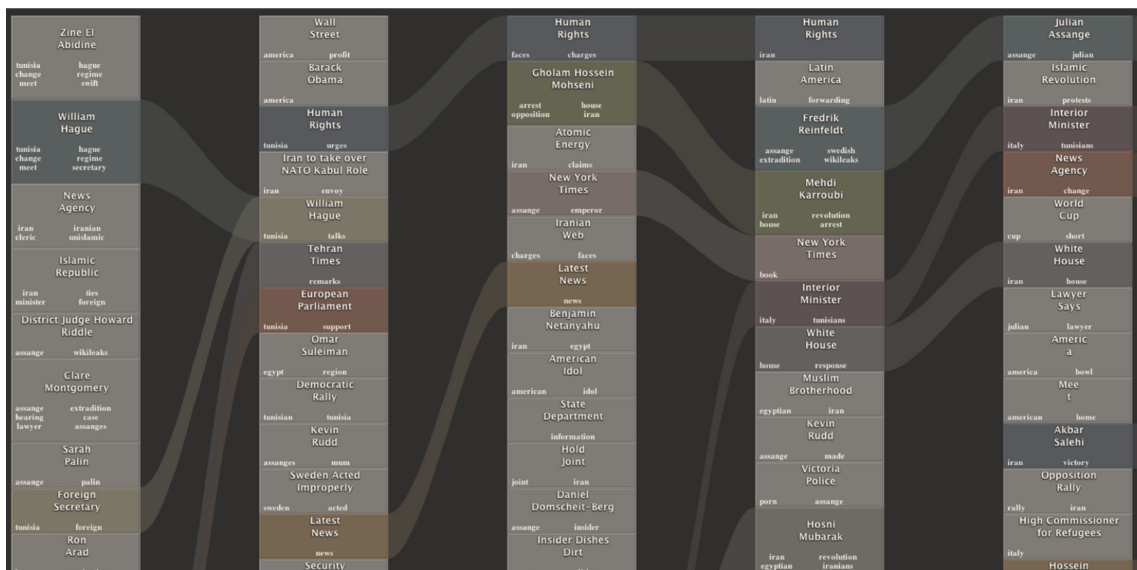 Zine El
Abidine
tunisia hague
change regime
meet swift
William
Hague
tunisia hague
change regime
meet secretary
News
Agency
iran iranian
cleric unislamic
Islamic
Republic
iran ties
minister foreign
District Judge Howard
Riddle
assange wikileaks
Clare
Montgomery
assange extradition
hearing case
lawyer assanges
Sarah
Palin
assange palin
Foreign
Secretary
tunisia foreign
Ron
Arad
Wall
Street
america profit
Barack
Obama
america
Human
Rights
tunisia urges
Iran to take over
NATO Kabul Role
iran envoy
William
Hague
tunisia talks
Tehran
Times
remarks
European
Parliament
tunisia support
Omar
Suleiman
egypt region
Democratic
Rally
tunisian tunisia
Kevin
Rudd
assanges mum
Sweden Acted
Improperly
sweden acted
Latest
News
news
Security
Human
Rights
faces charges
Gholam Hossein
Mohseni
arrest house
opposition iran
Atomic
Energy
iran claims
New York
Times
assange emperor
Iranian
Web
charges faces
Latest
News
news
Benjamin
Netanyahu
iran egypt
American
Idol
american idol
State
Department
information
Hold
Joint
joint iran
Daniel
Domscheit-Berg
assange insider
Insider Dishes
Dirt
Human
Rights
iran
Latin
America
latin forwarding
Fredrik
Reinfeldt
assange swedish
extradition wikileaks
Mehdi
Karroubi
iran revolution
house arrest
New York
Times
book
Interior
Minister
italy tunisians
White
House
house response
Muslim
Brotherhood
egyptian iran
Kevin
Rudd
assange made
Victoria
Police
porn assange
Hosni
Mubarak
iran revolution
egyptian iranians
Julian
Assange
assange julian
Islamic
Revolution
iran protests
Interior
Minister
italy tunisians
News
Agency
iran change
World
Cup
cup short
White
House
iran house
Lawyer
Says
julian lawyer
Americ
a
america bowl
Mee
t
american home
Akbar
Salehi
iran victory
Opposition
Rally
rally iran
High Commissioner
for Refugees
italy
Hossein